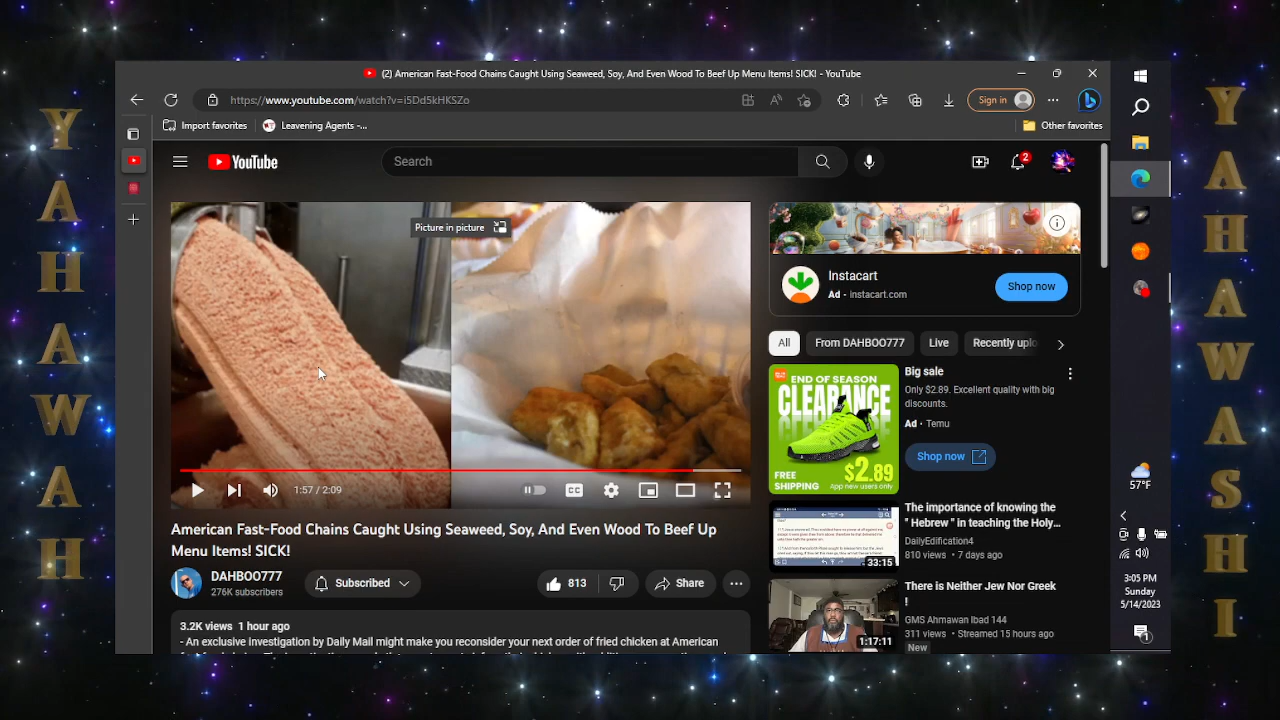 YAHAWAH
(2) American Fast-Food Chains Caught Using Seaweed, Soy, And Even Wood To Beef Up Menu Items! SICK! - YouTube
https://www.youtube.com/watch?v=i5Dd5kHKSZo
Sign in
Import favorites
Leavening Agents -...
Other favorites
YouTube
Search
2
Picture in picture
1:57 / 2:09
CC
American Fast-Food Chains Caught Using Seaweed, Soy, And Even Wood To Beef Up
Menu Items! SICK!
DAHBOO777
276K subscribers
Subscribed
813
Share
3.2K views 1 hour ago
- An exclusive investigation by Daily Mail might make you reconsider your next order of fried chicken at American
Instacart
Ad · instacart.com
Shop now
All
From DAHBOO777
Live
Recently uplo
END OF SEASON
CLEARANCE
FREE
SHIPPING
$2.89
App new users only
Big sale
Only $2.89. Excellent quality with big
discounts.
Ad · Temu
Shop now
33:15
The importance of knowing the
" Hebrew " in teaching the Holy...
DailyEdification4
810 views · 7 days ago
1:17:11
There is Neither Jew Nor Greek
!
GMS Ahmawan Ibad 144
311 views · Streamed 15 hours ago
New
57°F
3:05 PM
Sunday
5/14/2023
1
YAHAWASHI